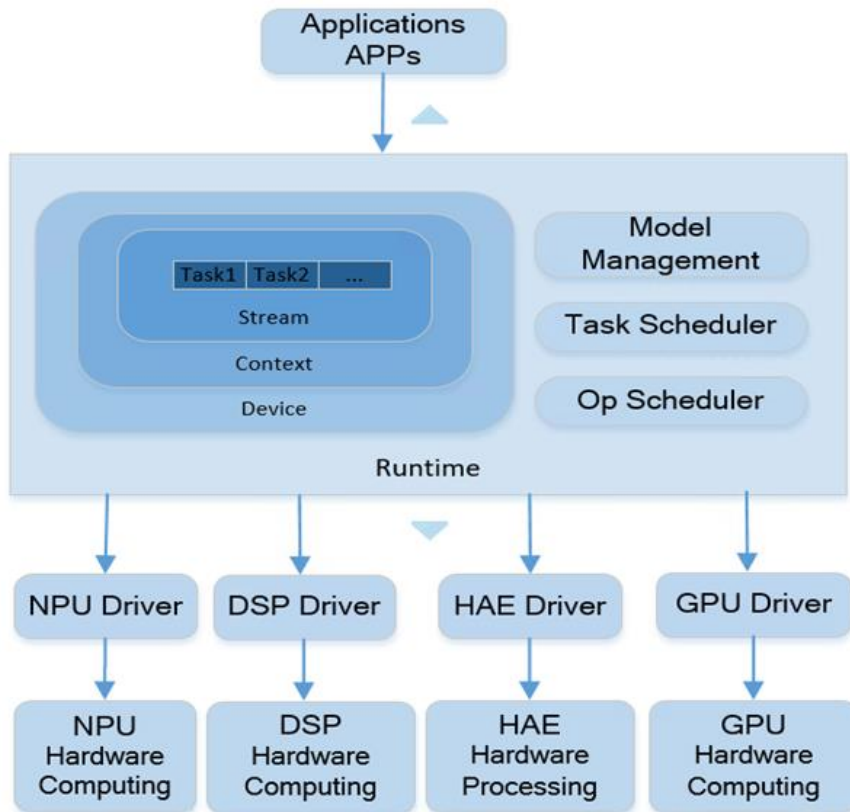 Applications
APPs
Task1 Task2 ...
Stream
Context
Device
Model
Management
Task Scheduler
Op Scheduler
Runtime
NPU Driver
DSP Driver
HAE Driver
GPU Driver
NPU
Hardware
Computing
DSP
Hardware
Computing
HAE
Hardware
Processing
GPU
Hardware
Computing